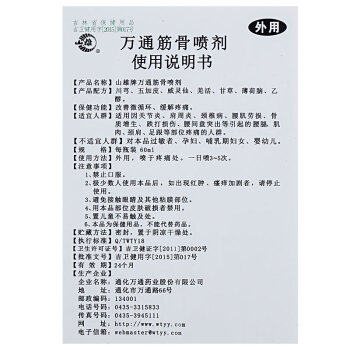 吉林省保健用品
吉卫健用字[2015]第017号
外用
山雄
万通筋骨喷剂
使用说明书
【产品名称】山雄牌万通筋骨喷剂
【产品配方】川芎、五加皮、威灵仙、羌活、甘草、薄荷脑、乙
醇。
【保健功能】改善微循环、缓解疼痛。
【适宜人群】适用因关节炎、肩周炎、颈椎病、腰肌劳损、骨
质增生、跌打损伤、腰间盘突出等引起的腰腿、肌
肉、颈肩、足跟等部位疼痛的人群。
【不适宜人群】对本品过敏者、孕妇、哺乳期妇女、婴幼儿。
【规 格】每瓶装 60ml
【使用方法】外用，喷于疼痛处，一日喷3~5次。
【注意事项】
1、禁止口服。
2、极少数人使用本品后，如出现红肿、瘙痒加剧者，请停止
使用。
3、避免接触眼睛及其他粘膜部位。
4、用本品部位皮肤破损者禁用。
5、置儿童不易触及处。
6、本品为保健用品，不能代替药品。
【贮藏方法】密封，置于阴凉干燥处。
【执行标准】Q/TWTY18
【卫生许可证号】吉卫健证字[2011]第0002号
【批准文号】吉卫健用字[2015]第017号
【有 效 期】24个月
【生产企业】
企业名称：通化万通药业股份有限公司
地 址：通化市万通路66号
邮政编码：134001
电话号码：0435-3315833
传真号码：0435-3945111
网 址：http://www.wtyy.com
电子信箱：webmaster@wtyy.com